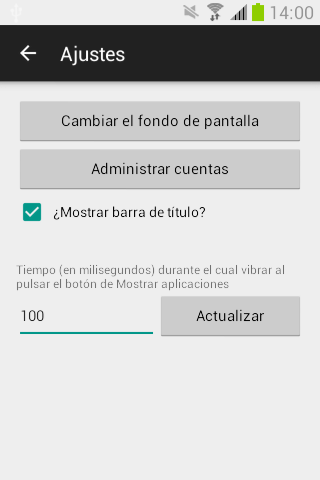 14:00
Ajustes
Cambiar el fondo de pantalla
Administrar cuentas
¿Mostrar barra de título?
Tiempo (en milisegundos) durante el cual vibrar al
pulsar el botón de Mostrar aplicaciones
100
Actualizar